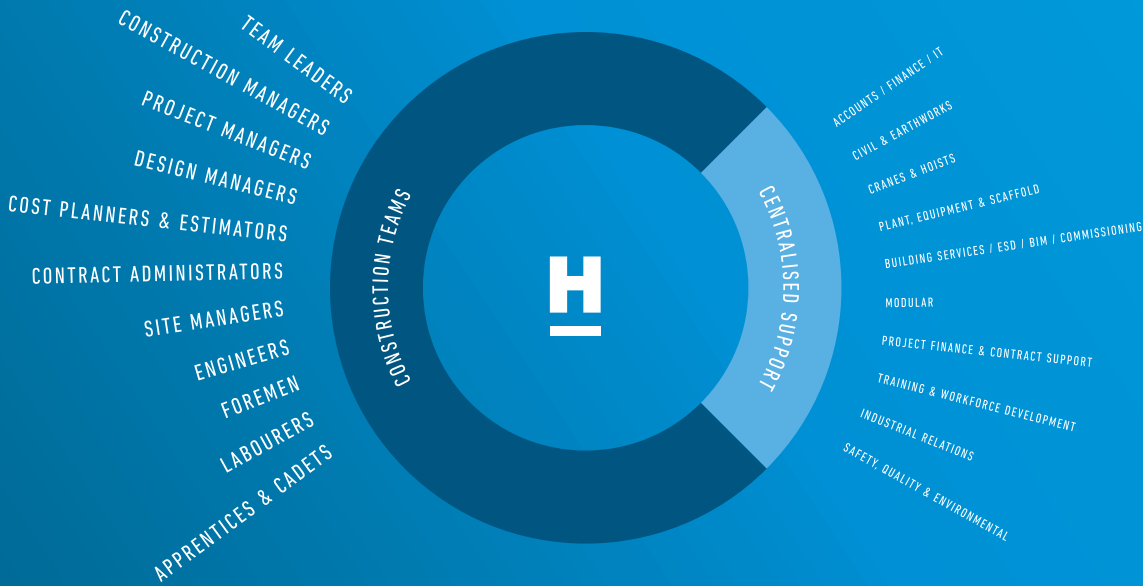 TEAM LEADERS
CONSTRUCTION MANAGERS
PROJECT MANAGERS
DESIGN MANAGERS
COST PLANNERS & ESTIMATORS
CONTRACT ADMINISTRATORS
SITE MANAGERS
ENGINEERS
FOREMEN
LABOURERS
APPRENTICES & CADETS
CONSTRUCTION TEAMS
H
CENTRALISED SUPPORT
ACCOUNTS / FINANCE / IT
CIVIL & EARTHWORKS
CRANES & HOISTS
PLANT, EQUIPMENT & SCAFFOLD
BUILDING SERVICES / ESD / BIM / COMMISSIONING
MODULAR
PROJECT FINANCE & CONTRACT SUPPORT
TRAINING & WORKFORCE DEVELOPMENT
INDUSTRIAL RELATIONS
SAFETY, QUALITY & ENVIRONMENTAL